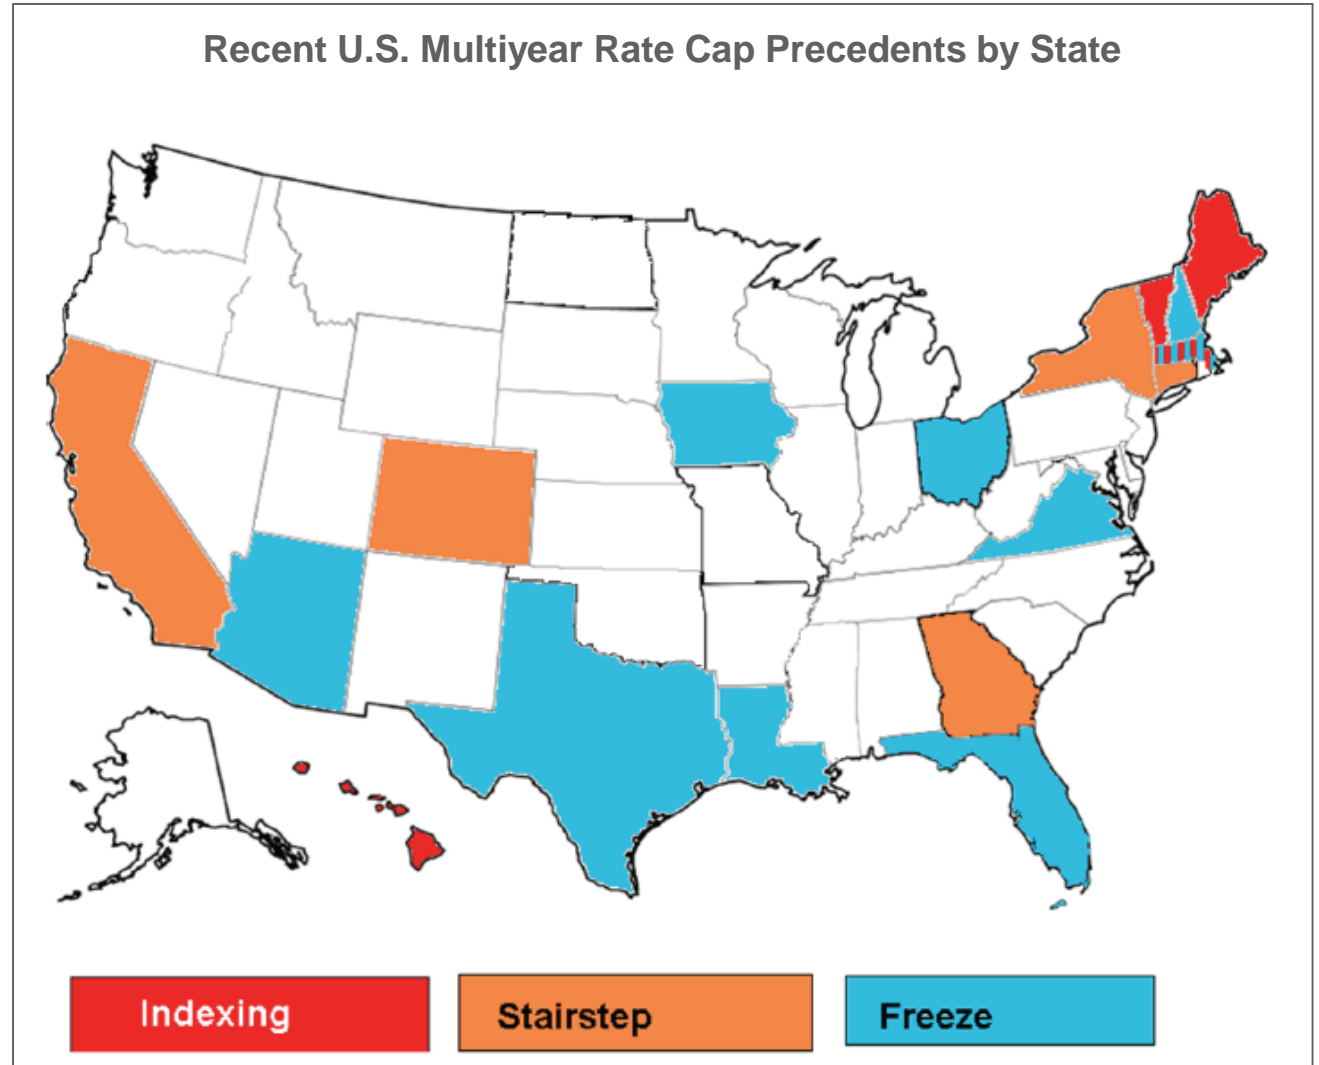 Recent U.S. Multiyear Rate Cap Precedents by State
Indexing
Stairstep
Freeze